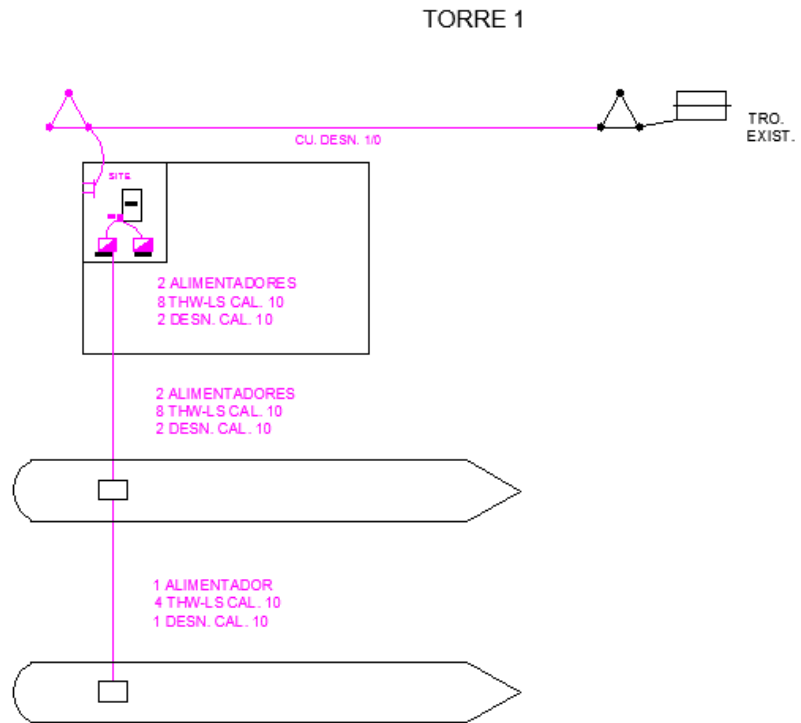 TORRE 1
TRO.
EXIST.
CU. DESN. 1/0
SITE
2 ALIMENTADORES
8 THW-LS CAL. 10
2 DESN. CAL. 10
2 ALIMENTADORES
8 THW-LS CAL. 10
2 DESN. CAL. 10
1 ALIMENTADOR
4 THW-LS CAL. 10
1 DESN. CAL. 10